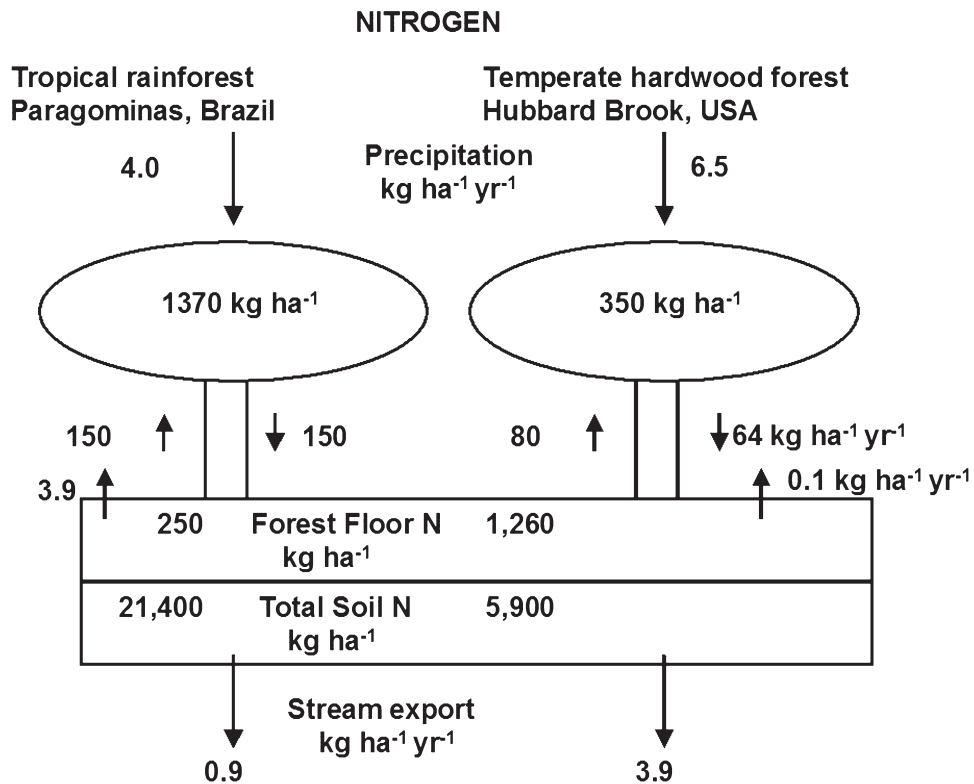 NITROGEN
Tropical rainforest
Paragominas, Brazil
Temperate hardwood forest
Hubbard Brook, USA
4.0
Precipitation
kg ha⁻¹ yr⁻¹
6.5
1370 kg ha⁻¹
350 kg ha⁻¹
150
150
80
64 kg ha⁻¹ yr⁻¹
3.9
0.1 kg ha⁻¹ yr⁻¹
250
Forest Floor N
kg ha⁻¹
1,260
21,400
Total Soil N
kg ha⁻¹
5,900
Stream export
kg ha⁻¹ yr⁻¹
0.9
3.9